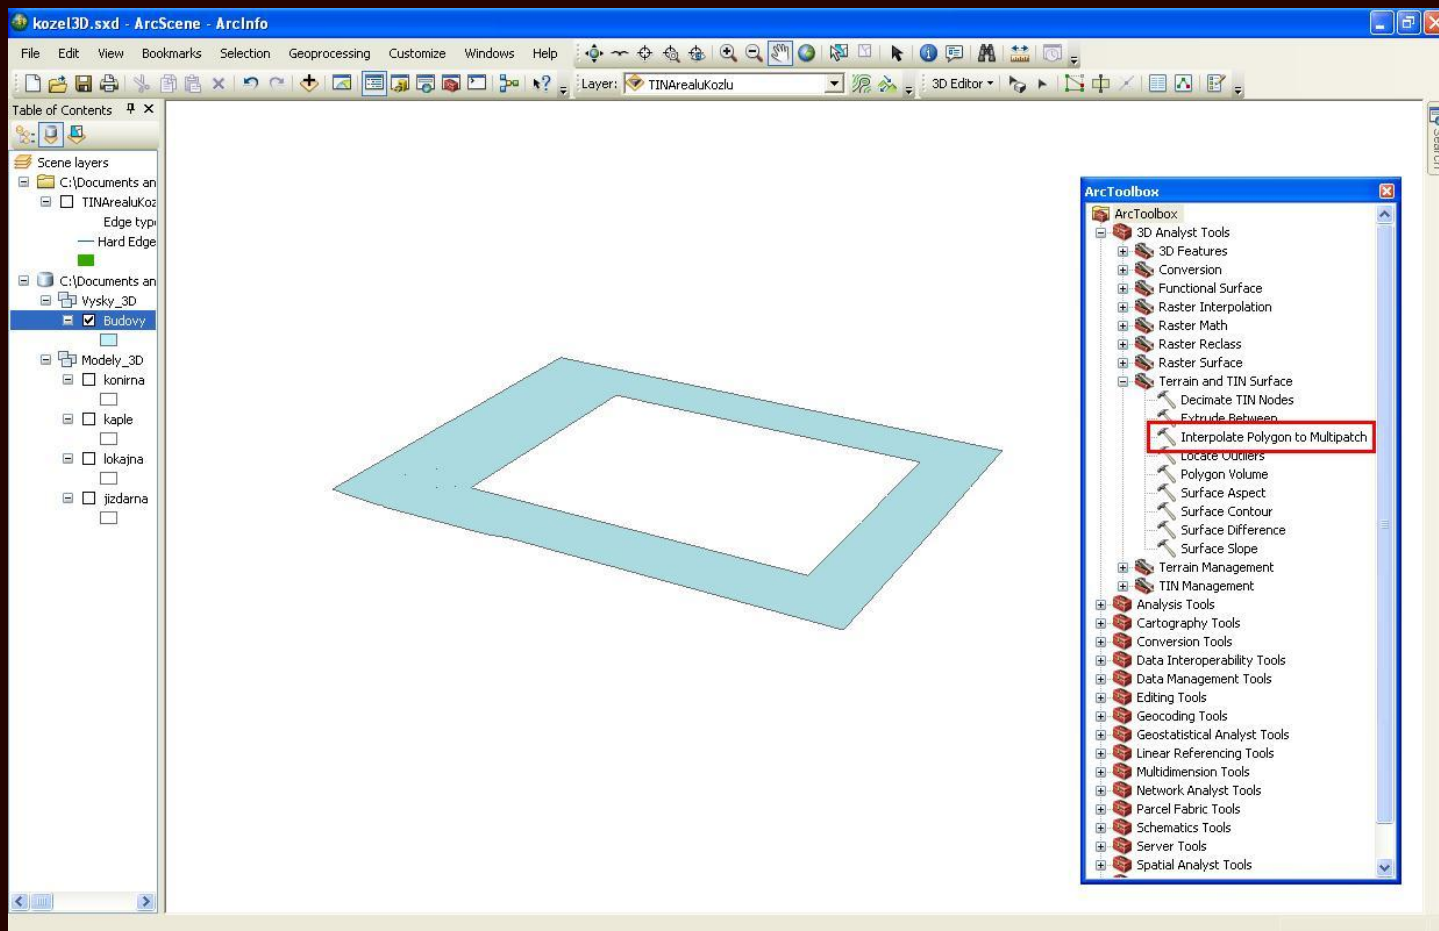 kozel3D.sxd - ArcScene - ArcInfo
File Edit View Bookmarks Selection Geoprocessing Customize Windows Help
Layer: TINArealuKozlu 3D Editor
Table of Contents
Scene layers
C:\Documents an
TINArealuKoz
Edge type
Hard Edge
C:\Documents an
Vysky_3D
Budovy
Modely_3D
konirna
kaple
lokajna
jizdarna
Search
ArcToolbox
ArcToolbox
3D Analyst Tools
3D Features
Conversion
Functional Surface
Raster Interpolation
Raster Math
Raster Reclass
Raster Surface
Terrain and TIN Surface
Decimate TIN Nodes
Extrude Between
Interpolate Polygon to Multipatch
Locate Outliers
Polygon Volume
Surface Aspect
Surface Contour
Surface Difference
Surface Slope
Terrain Management
TIN Management
Analysis Tools
Cartography Tools
Conversion Tools
Data Interoperability Tools
Data Management Tools
Editing Tools
Geocoding Tools
Geostatistical Analyst Tools
Linear Referencing Tools
Multidimension Tools
Network Analyst Tools
Parcel Fabric Tools
Schematics Tools
Server Tools
Spatial Analyst Tools